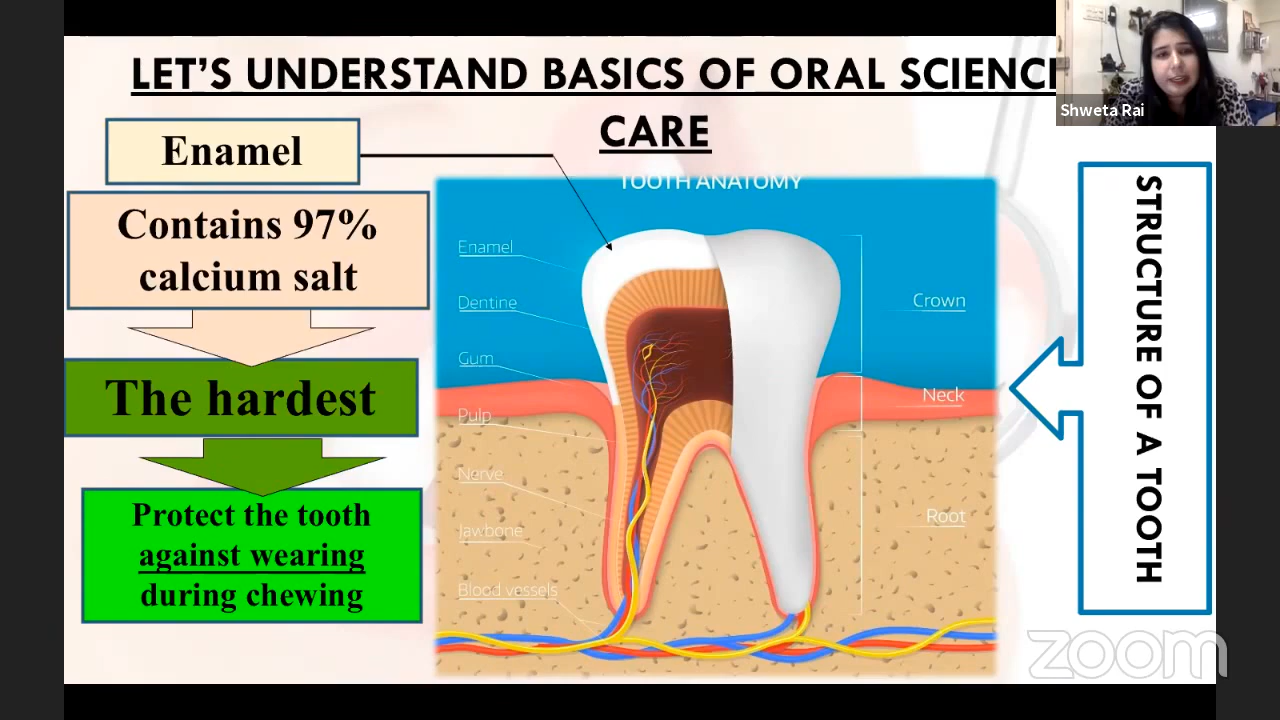 LET'S UNDERSTAND BASICS OF ORAL SCIENC
CARE
Shweta Rai
Enamel
Contains 97%
calcium salt
The hardest
Protect the tooth
against wearing
during chewing
TOOTH ANATOMY
Enamel
Dentine
Gum
Pulp
Nerve
Jawbone
Blood vessels
Crown
Neck
Root
STRUCTURE OF A TOOTH
zoom